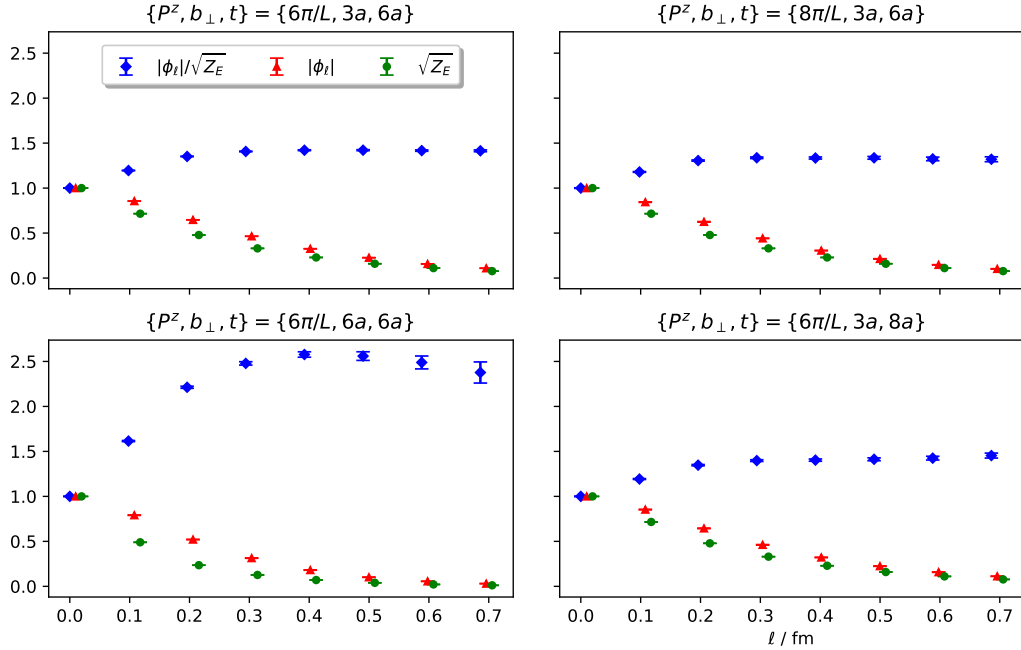 {P^z, b_⊥, t} = {6π/L, 3a, 6a}
{P^z, b_⊥, t} = {8π/L, 3a, 6a}
2.5
2.0
1.5
1.0
0.5
0.0
|ϕ_ℓ|/√Z_E
|ϕ_ℓ|
√Z_E
{P^z, b_⊥, t} = {6π/L, 6a, 6a}
{P^z, b_⊥, t} = {6π/L, 3a, 8a}
2.5
2.0
1.5
1.0
0.5
0.0
0.0 0.1 0.2 0.3 0.4 0.5 0.6 0.7
0.0 0.1 0.2 0.3 0.4 0.5 0.6 0.7
ℓ / fm